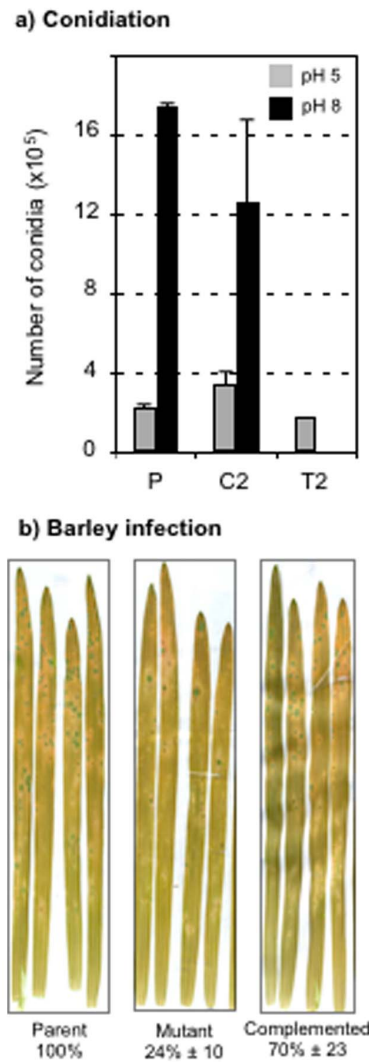 a) Conidiation
pH 5
pH 8
Number of conidia (x10⁵)
16
12
8
4
0
P C2 T2
b) Barley infection
Parent Mutant Complemented
100% 24% ± 10 70% ± 23